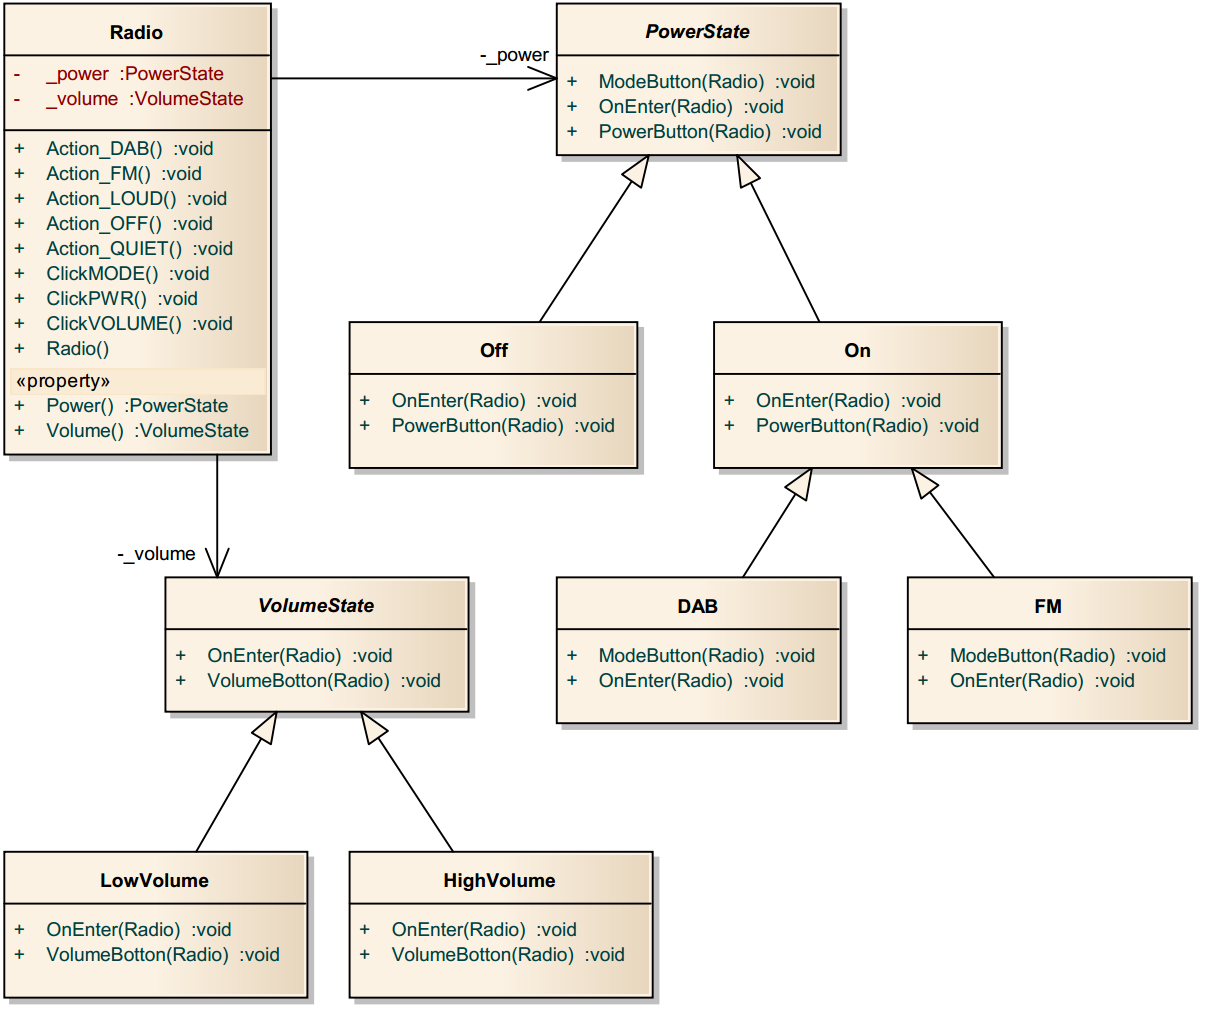 Radio
- _power :PowerState
- _volume :VolumeState
+ Action_DAB() :void
+ Action_FM() :void
+ Action_LOUD() :void
+ Action_OFF() :void
+ Action_QUIET() :void
+ ClickMODE() :void
+ ClickPWR() :void
+ ClickVOLUME() :void
+ Radio()
«property»
+ Power() :PowerState
+ Volume() :VolumeState
-_power
PowerState
+ ModeButton(Radio) :void
+ OnEnter(Radio) :void
+ PowerButton(Radio) :void
Off
+ OnEnter(Radio) :void
+ PowerButton(Radio) :void
On
+ OnEnter(Radio) :void
+ PowerButton(Radio) :void
-_volume
VolumeState
+ OnEnter(Radio) :void
+ VolumeBotton(Radio) :void
DAB
+ ModeButton(Radio) :void
+ OnEnter(Radio) :void
FM
+ ModeButton(Radio) :void
+ OnEnter(Radio) :void
LowVolume
+ OnEnter(Radio) :void
+ VolumeBotton(Radio) :void
HighVolume
+ OnEnter(Radio) :void
+ VolumeBotton(Radio) :void